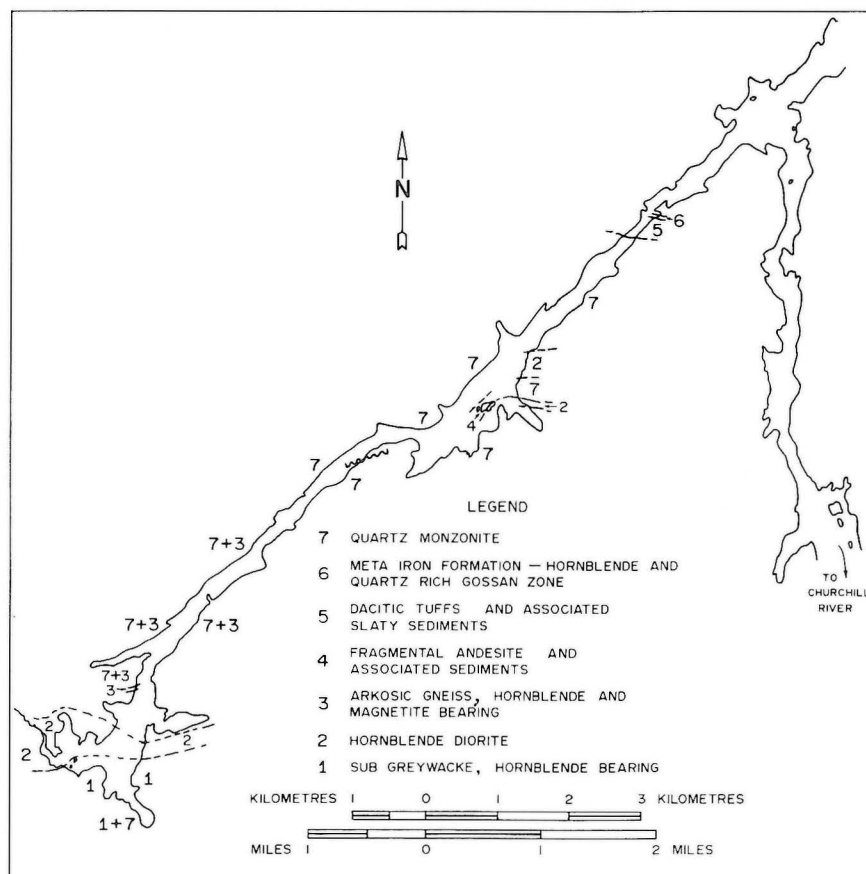 N
6
5
7
2
7
7
2
4
7
7
7
7
7+3
7+3
7+3
7+3
3
2
2
2
1
1
1+7
TO
CHURCHILL
RIVER
LEGEND
7 QUARTZ MONZONITE
6 META IRON FORMATION — HORNBLENDE AND
QUARTZ RICH GOSSAN ZONE
5 DACITIC TUFFS AND ASSOCIATED
SLATY SEDIMENTS
4 FRAGMENTAL ANDESITE AND
ASSOCIATED SEDIMENTS
3 ARKOSIC GNEISS, HORNBLENDE AND
MAGNETITE BEARING
2 HORNBLENDE DIORITE
1 SUB GREYWACKE, HORNBLENDE BEARING
KILOMETRES 1 0 1 2 3 KILOMETRES
MILES 1 0 1 2 MILES